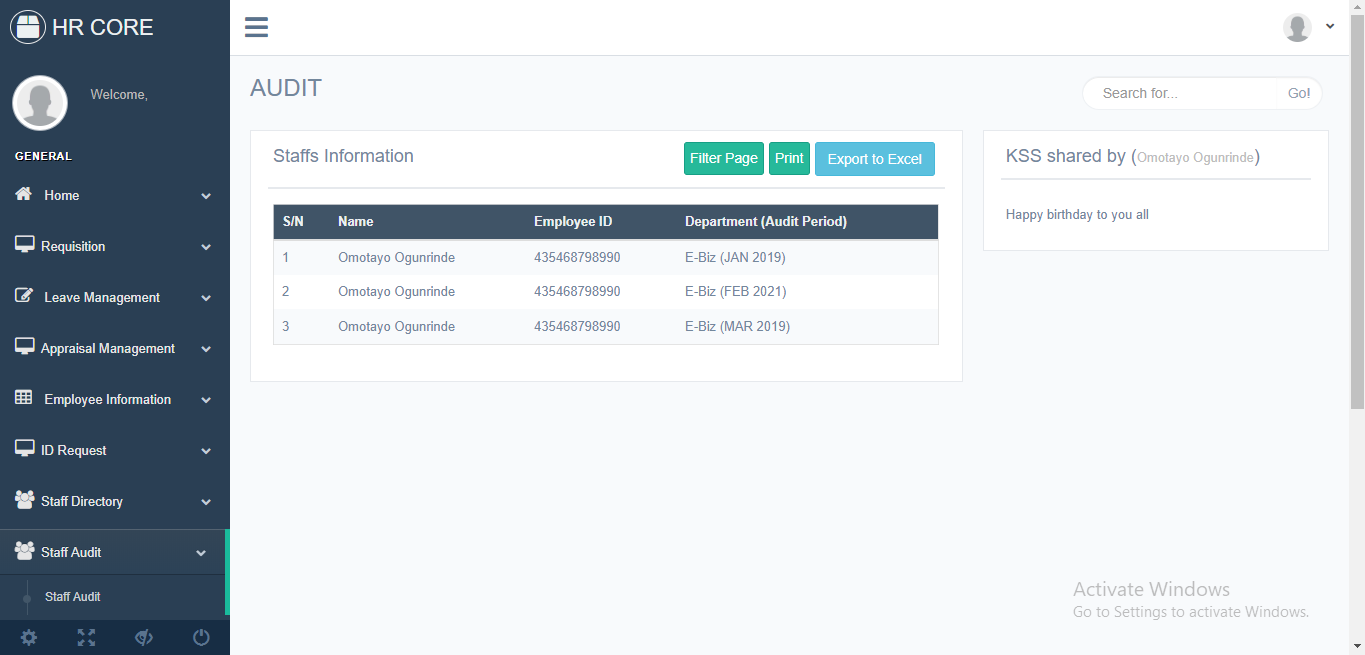 HR CORE
Welcome,
GENERAL
Home
Requisition
Leave Management
Appraisal Management
Employee Information
ID Request
Staff Directory
Staff Audit
Staff Audit
AUDIT
Search for... Go!
Staffs Information Filter Page Print Export to Excel
S/N Name Employee ID Department (Audit Period)
1 Omotayo Ogunrinde 435468798990 E-Biz (JAN 2019)
2 Omotayo Ogunrinde 435468798990 E-Biz (FEB 2021)
3 Omotayo Ogunrinde 435468798990 E-Biz (MAR 2019)
KSS shared by (Omotayo Ogunrinde)
Happy birthday to you all
Activate Windows
Go to Settings to activate Windows.